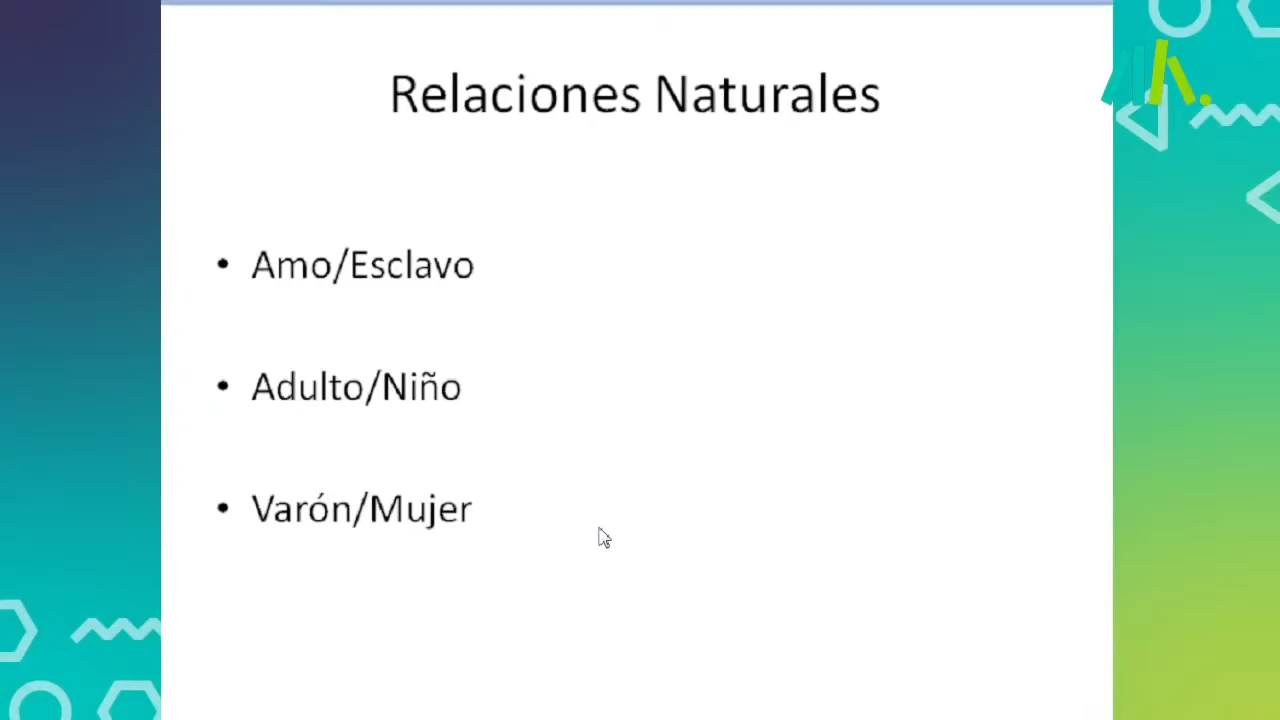 Relaciones Naturales
• Amo/Esclavo
• Adulto/Niño
• Varón/Mujer